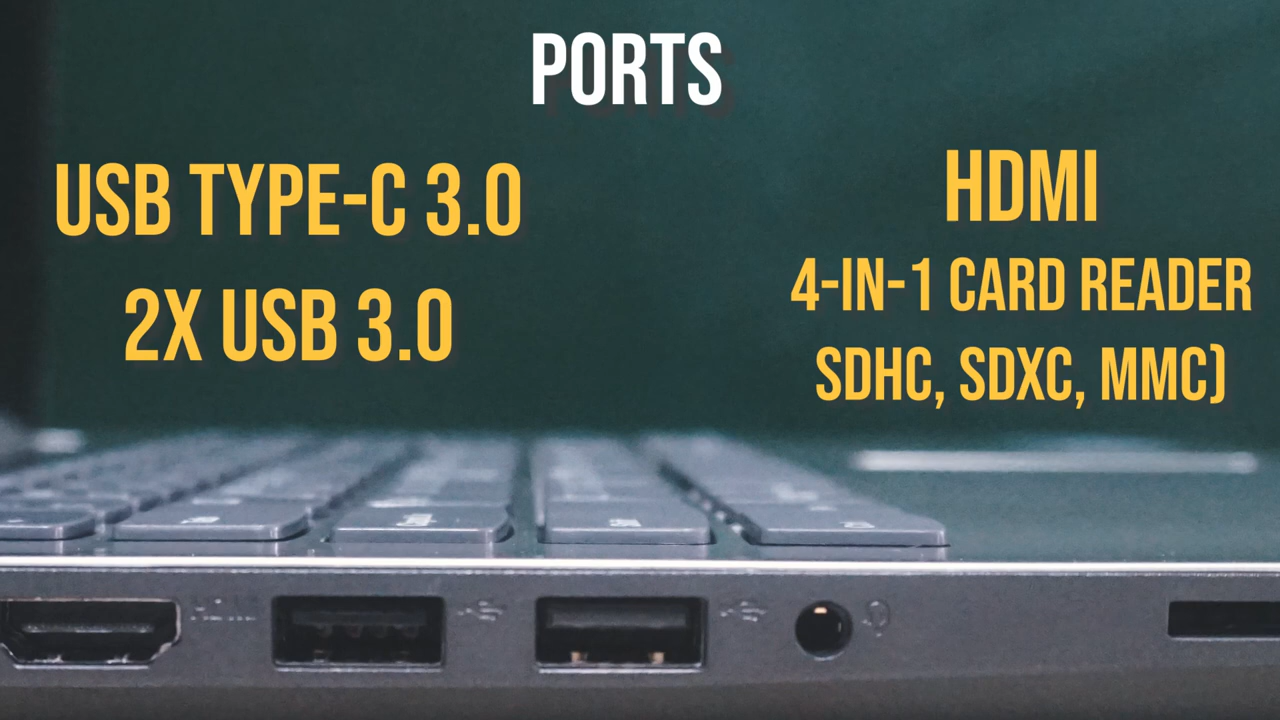 PORTS
USB TYPE-C 3.0
2X USB 3.0
HDMI
4-IN-1 CARD READER
SDHC, SDXC, MMC)